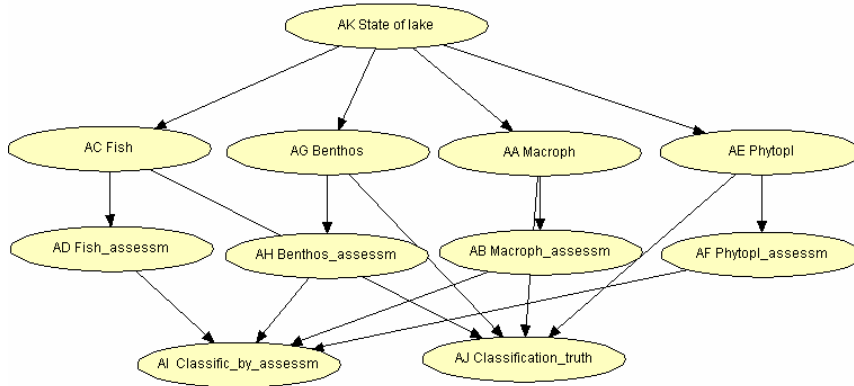 AK State of lake
AC Fish
AG Benthos
AA Macroph
AE Phytopl
AD Fish_assessm
AH Benthos_assessm
AB Macroph_assessm
AF Phytopl_assessm
AI Classific_by_assessm
AJ Classification_truth